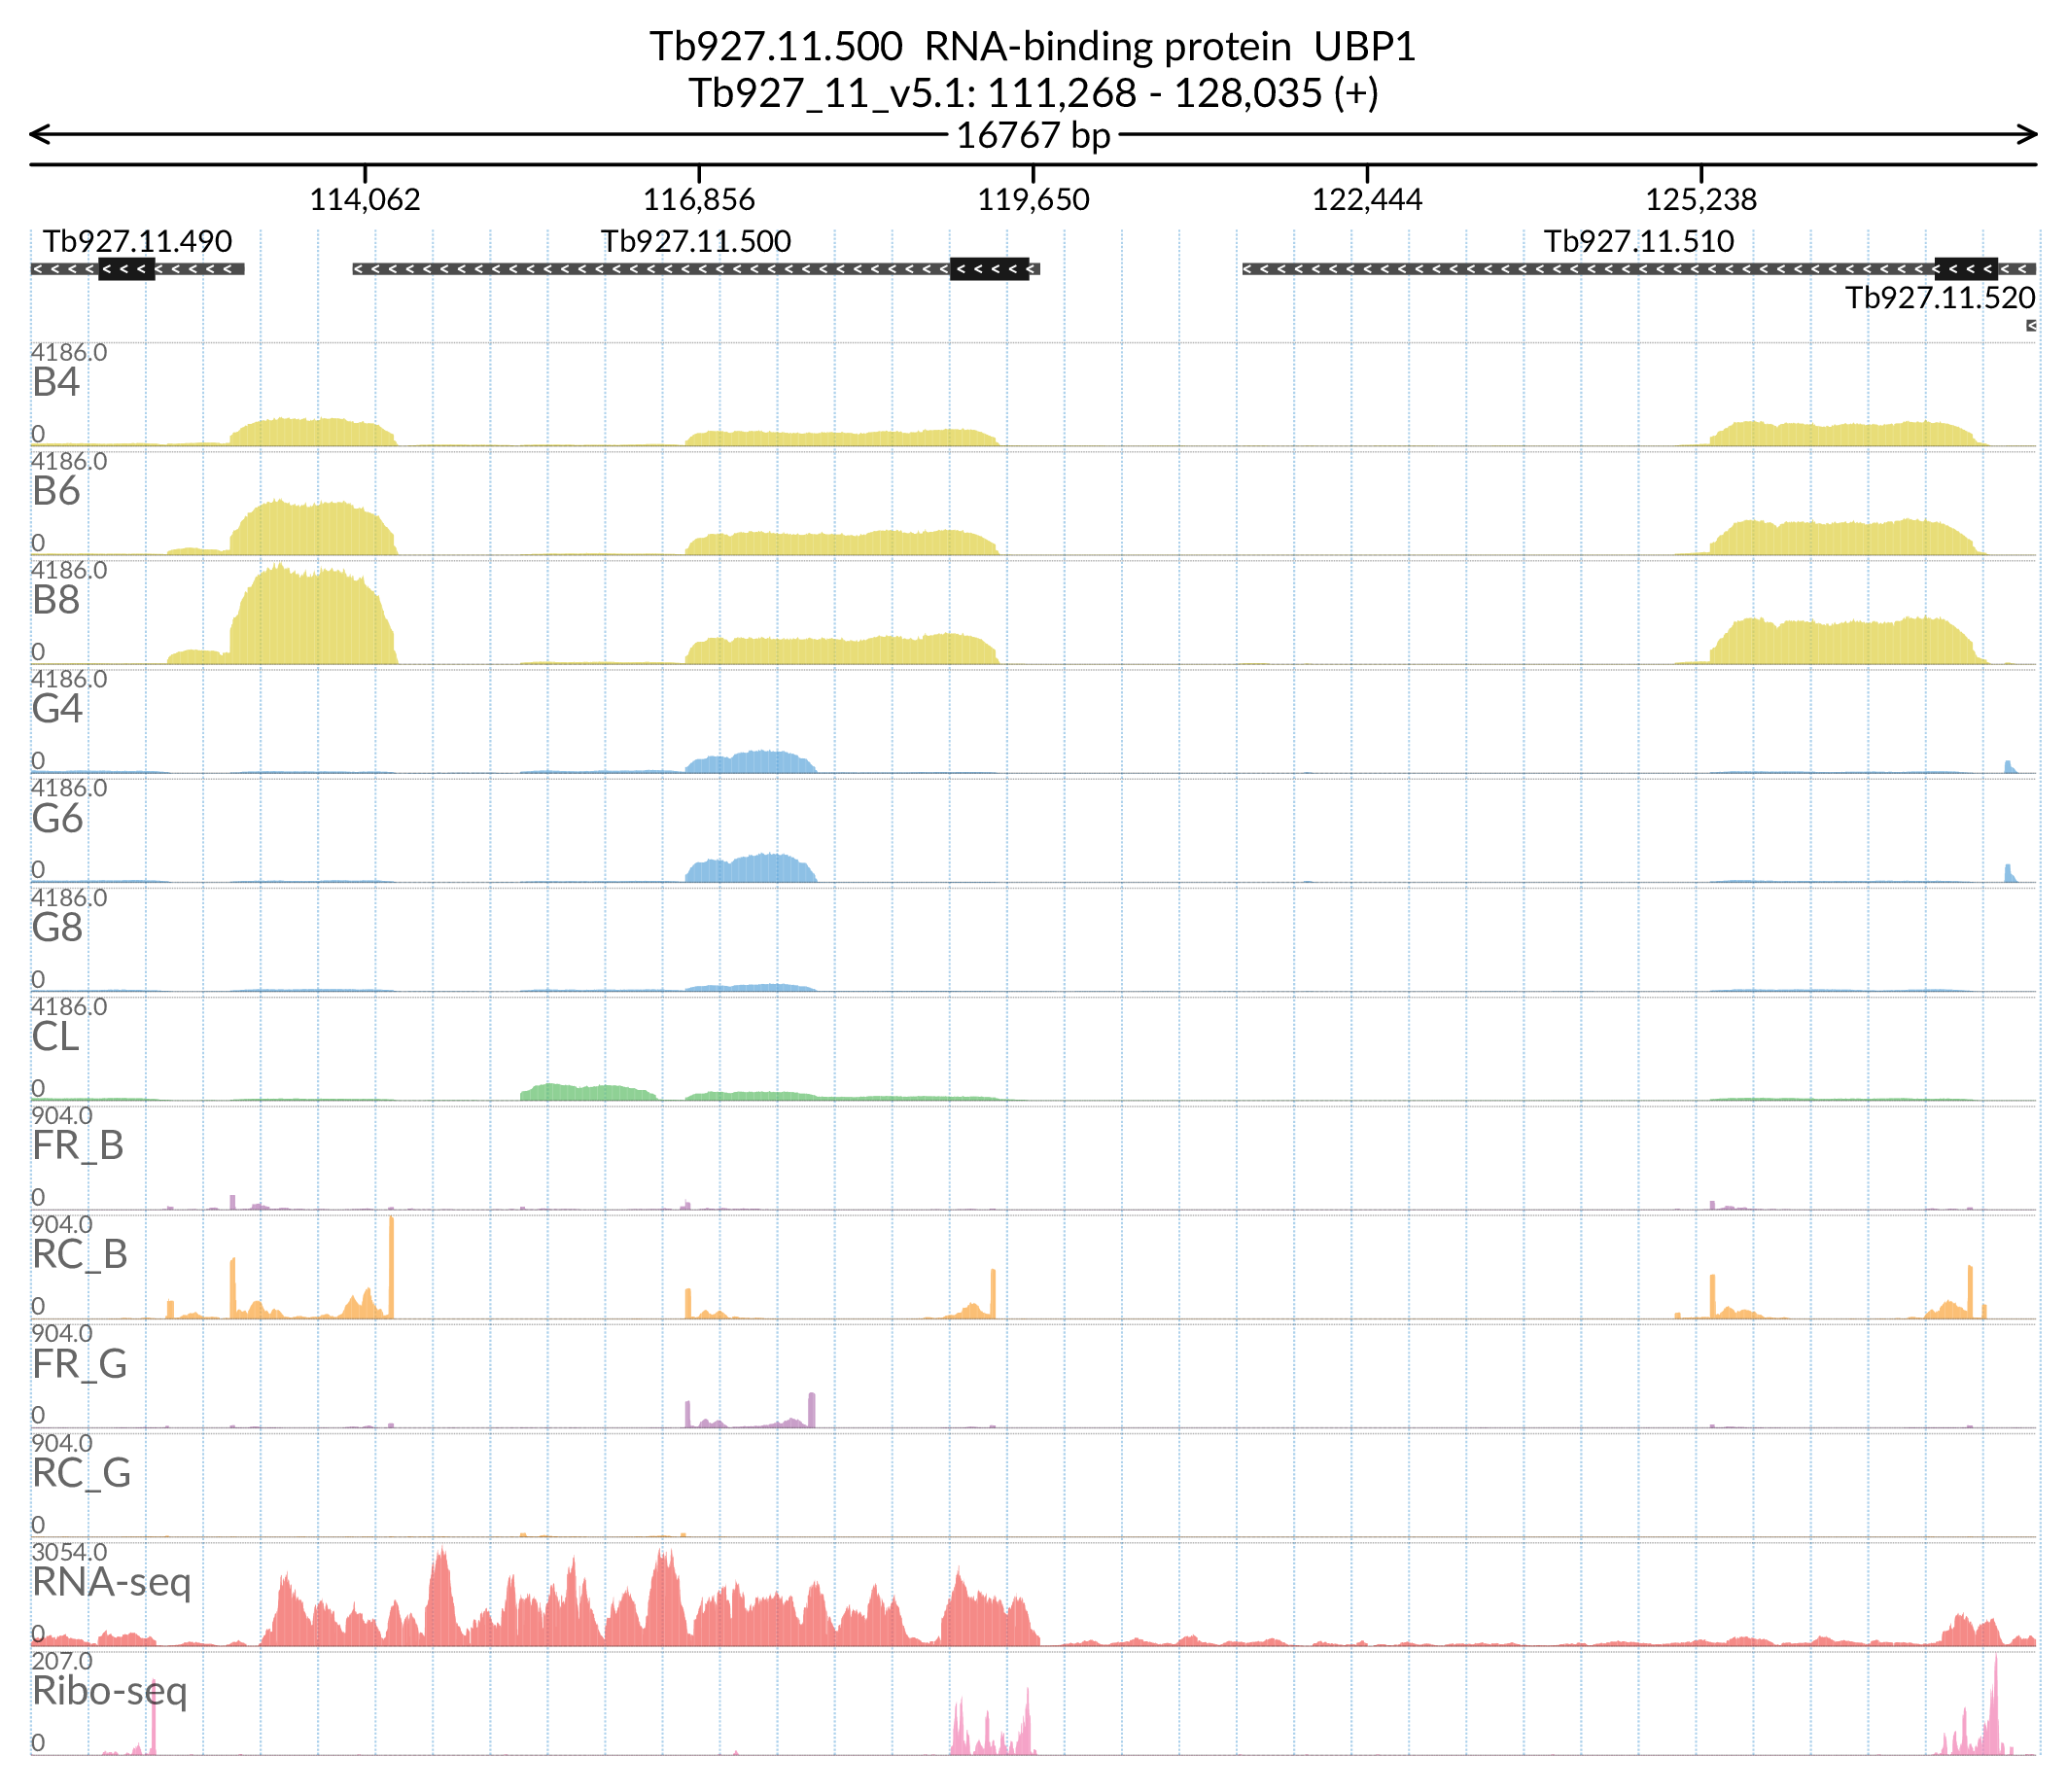 Tb927.11.500  RNA-binding protein  UBP1
Tb927_11_v5.1: 111,268 - 128,035 (+)
16767 bp
114,062 116,856 119,650 122,444 125,238
Tb927.11.490 Tb927.11.500 Tb927.11.510
Tb927.11.520
4186.0
B4
0
4186.0
B6
0
4186.0
B8
0
4186.0
G4
0
4186.0
G6
0
4186.0
G8
0
4186.0
CL
0
904.0
FR_B
0
904.0
RC_B
0
904.0
FR_G
0
904.0
RC_G
0
3054.0
RNA-seq
0
207.0
Ribo-seq
0